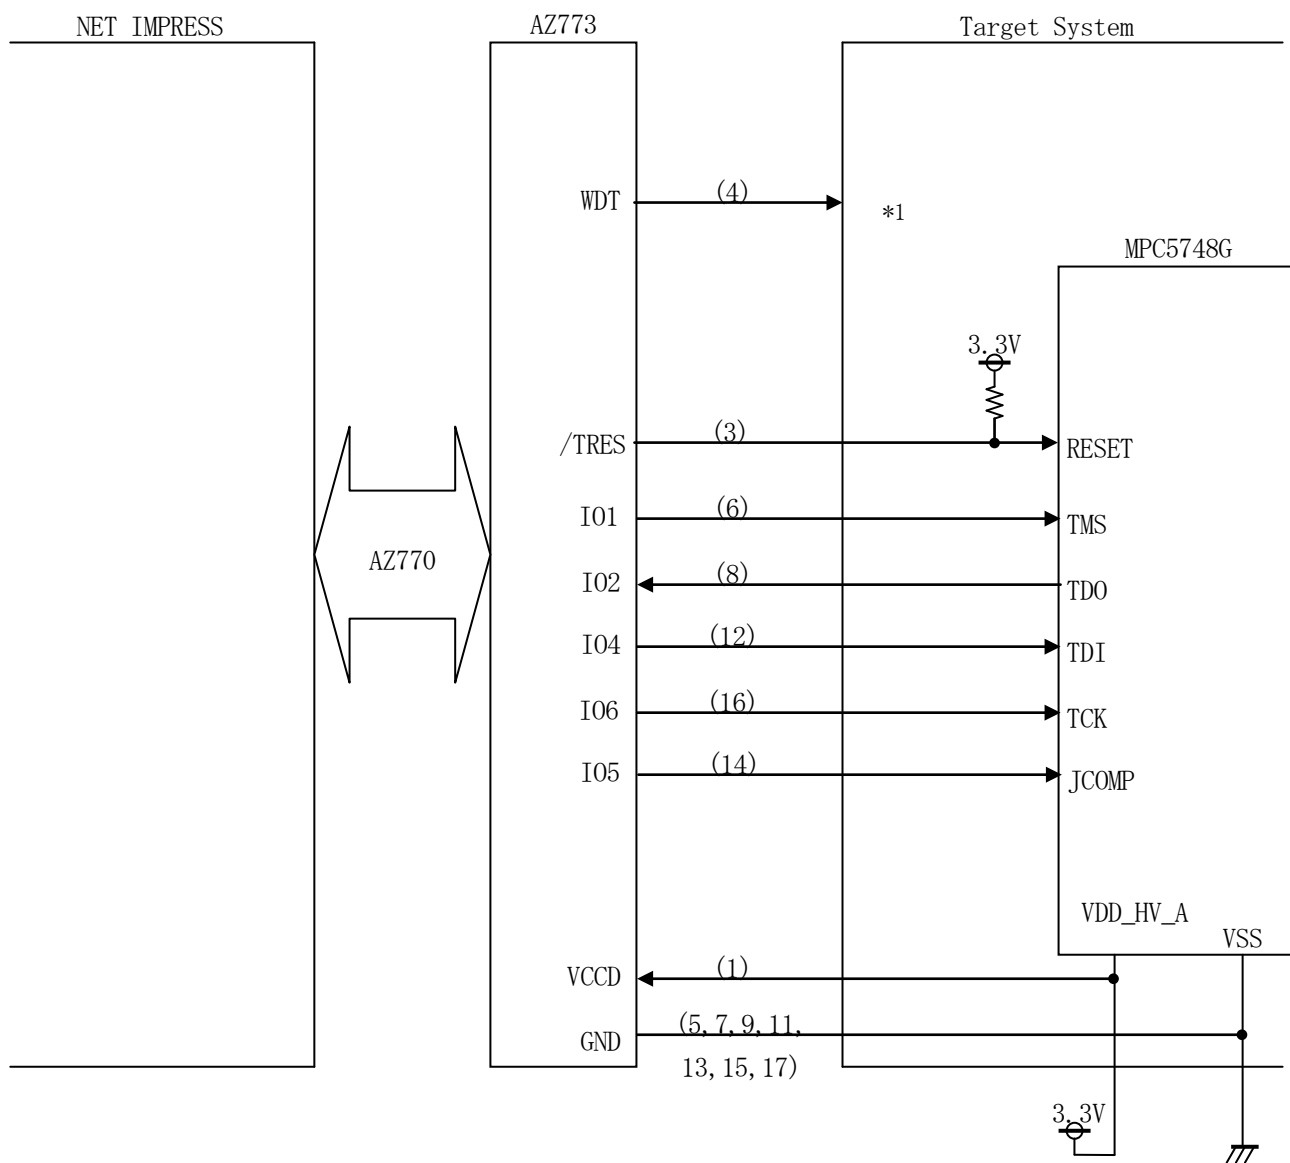 NET IMPRESS
AZ773
Target System
WDT
(4)
*1
MPC5748G
3.3V
/TRES
(3)
RESET
IO1
(6)
TMS
AZ770
IO2
(8)
TDO
IO4
(12)
TDI
IO6
(16)
TCK
IO5
(14)
JCOMP
VDD_HV_A
VSS
VCCD
(1)
GND
(5,7,9,11,
13,15,17)
3.3V